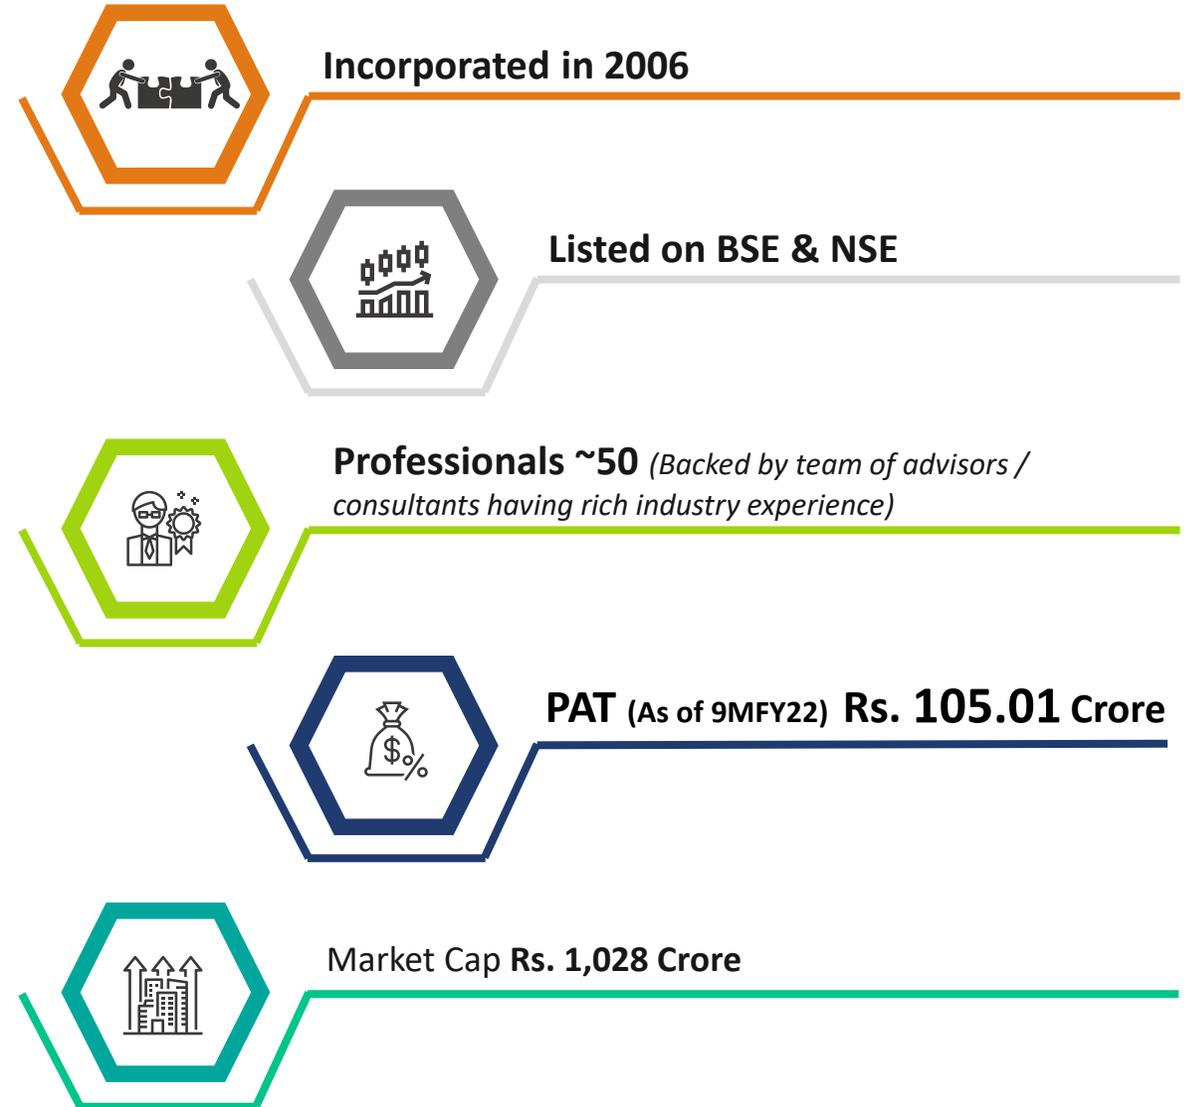 Incorporated in 2006
Listed on BSE & NSE
Professionals ~50 (Backed by team of advisors /
consultants having rich industry experience)
PAT (As of 9MFY22) Rs. 105.01 Crore
$ %
Market Cap Rs. 1,028 Crore